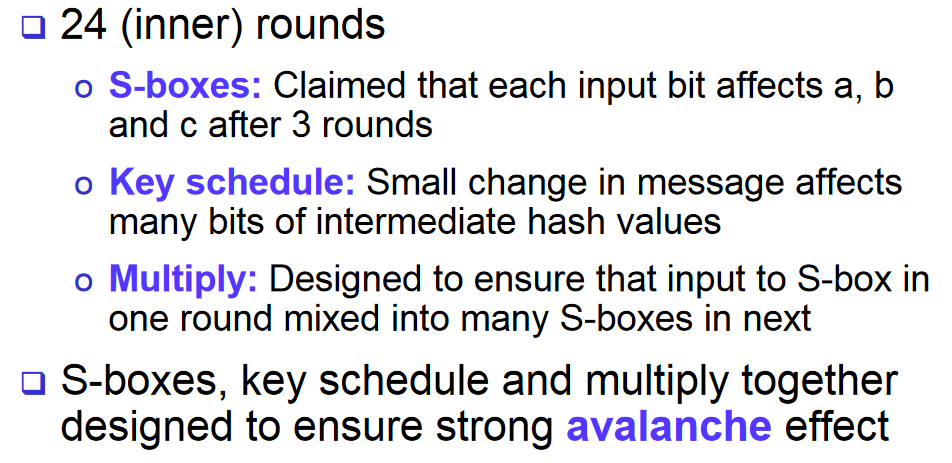 24 (inner) rounds
S-boxes: Claimed that each input bit affects a, b
and c after 3 rounds
Key schedule: Small change in message affects
many bits of intermediate hash values
Multiply: Designed to ensure that input to S-box in
one round mixed into many S-boxes in next
S-boxes, key schedule and multiply together
designed to ensure strong avalanche effect